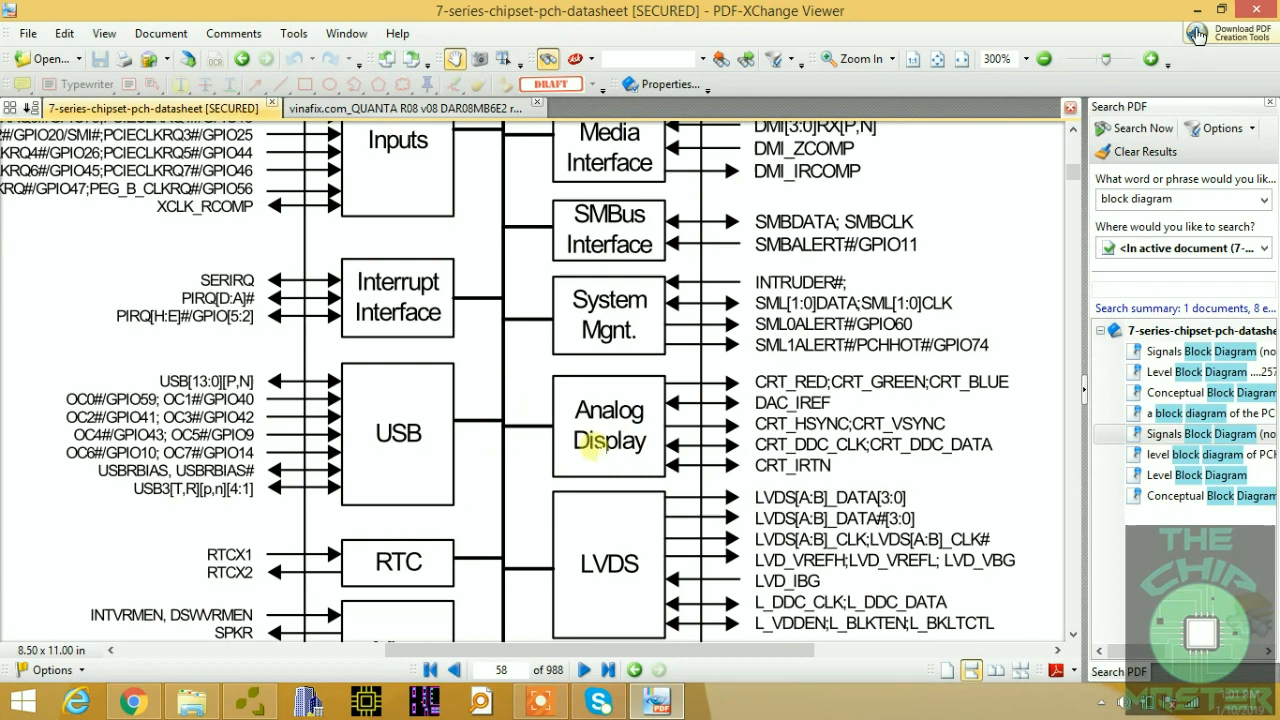 7-series-chipset-pch-datasheet [SECURED] - PDF-XChange Viewer
File Edit View Document Comments Tools Window Help
Download PDF
Creation Tools
Open... OCR Zoom In 300%
Typewriter DRAFT Properties...
7-series-chipset-pch-datasheet [SECURED] vinafix.com_QUANTA R08 v08 DAR08MB6E2 r...
#/GPIO20/SMI#;PCIECLKRQ3#/GPIO25
KRQ4#/GPIO26;PCIECLKRQ5#/GPIO44
KRQ6#/GPIO45;PCIECLKRQ7#/GPIO46
KRQ#/GPIO47;PEG_B_CLKRQ#/GPIO56
XCLK_RCOMP
Inputs
SERIRQ
PIRQ[D:A]#
PIRQ[H:E]#/GPIO[5:2]
Interrupt
Interface
USB[13:0][P,N]
OC0#/GPIO59; OC1#/GPIO40
OC2#/GPIO41; OC3#/GPIO42
OC4#/GPIO43; OC5#/GPIO9
OC6#/GPIO10; OC7#/GPIO14
USBRBIAS, USBRBIAS#
USB3[T,R][p,n][4:1]
USB
RTCX1
RTCX2
RTC
INTVRMEN, DSWVRMEN
SPKR
Media
Interface
DMI[3:0]RX[P,N]
DMI_ZCOMP
DMI_IRCOMP
SMBus
Interface
SMBDATA; SMBCLK
SMBALERT#/GPIO11
System
Mgnt.
INTRUDER#;
SML[1:0]DATA;SML[1:0]CLK
SML0ALERT#/GPIO60
SML1ALERT#/PCHHOT#/GPIO74
Analog
Display
CRT_RED;CRT_GREEN;CRT_BLUE
DAC_IREF
CRT_HSYNC;CRT_VSYNC
CRT_DDC_CLK;CRT_DDC_DATA
CRT_IRTN
LVDS
LVDS[A:B]_DATA[3:0]
LVDS[A:B]_DATA#[3:0]
LVDS[A:B]_CLK;LVDS[A:B]_CLK#
LVD_VREFH;LVD_VREFL; LVD_VBG
LVD_IBG
L_DDC_CLK;L_DDC_DATA
L_VDDEN;L_BLKTEN;L_BKLTCTL
Search PDF
Search Now Options
Clear Results
What word or phrase would you lik...
block diagram
Where would you like to search?
<In active document (7-...
Search summary: 1 documents, 8 e
7-series-chipset-pch-datashe
Signals Block Diagram (no
Level Block Diagram ....257
Conceptual Block Diagram
a block diagram of the PC
Signals Block Diagram (no
level block diagram of PCH
Level Block Diagram
Conceptual Block Diagram
THE
CHIP
MASTER
Search PDF
8.50 x 11.00 in
Options 58 of 988
PDF
1:01 PM
1/10/2019